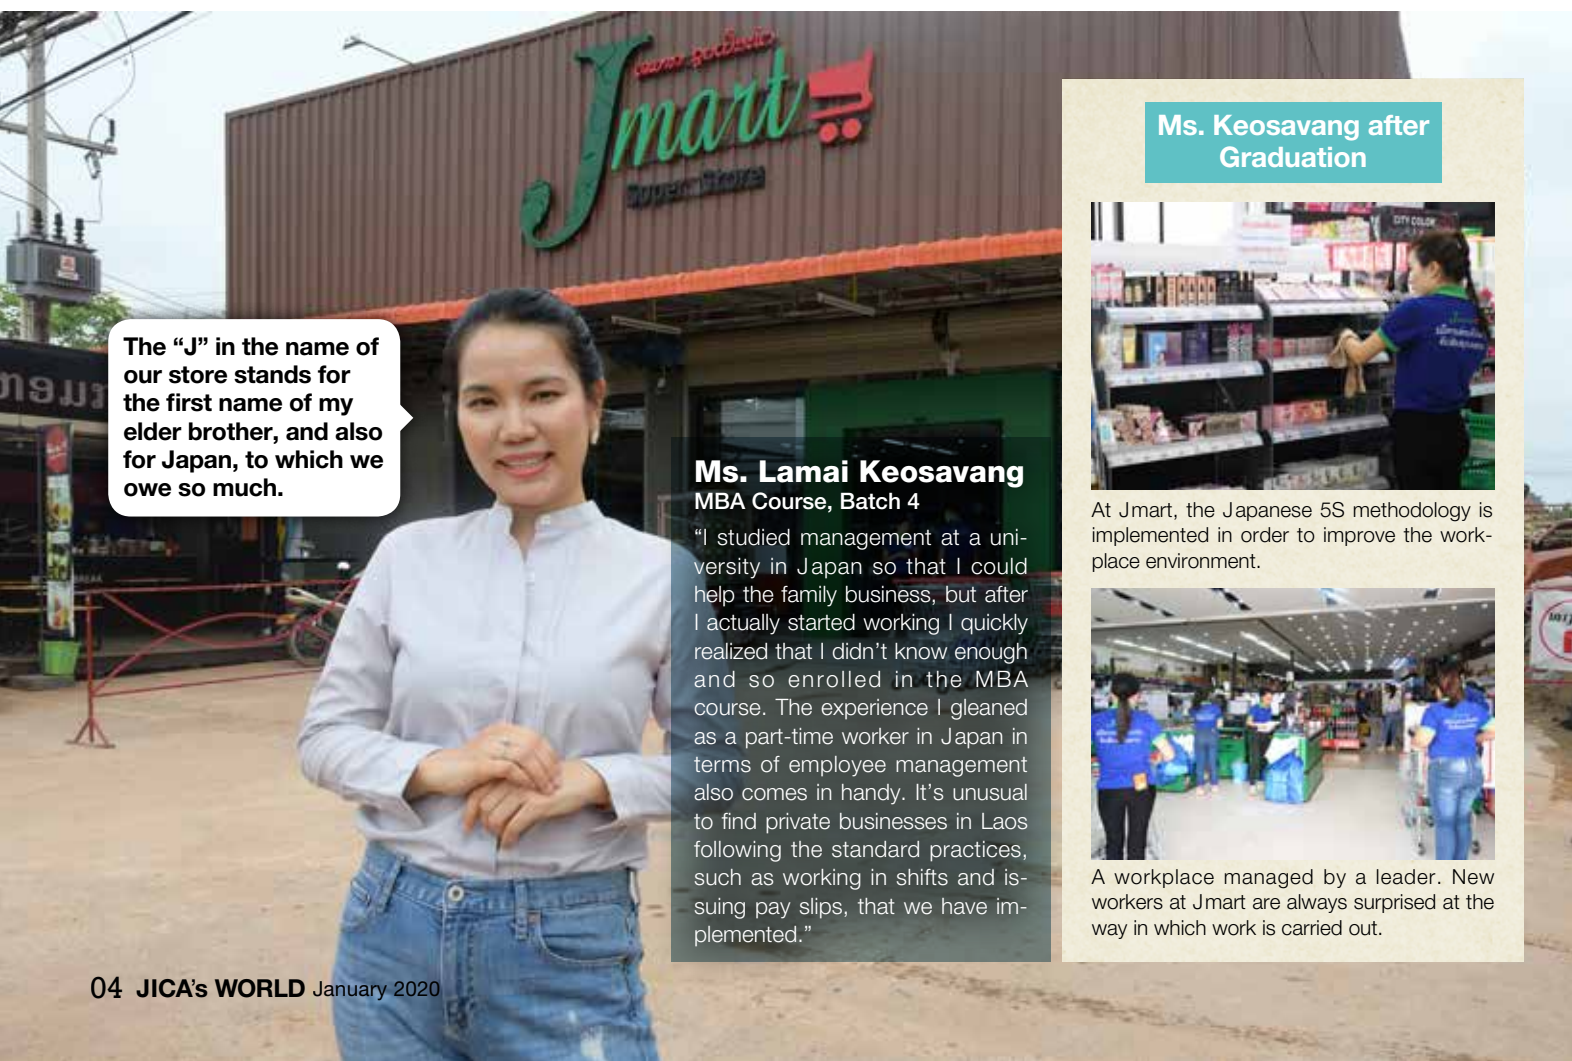 Jmart
Super Store
The “J” in the name of
our store stands for
the first name of my
elder brother, and also
for Japan, to which we
owe so much.
Ms. Lamai Keosavang
MBA Course, Batch 4
“I studied management at a uni-
versity in Japan so that I could
help the family business, but after
I actually started working I quickly
realized that I didn’t know enough
and so enrolled in the MBA
course. The experience I gleaned
as a part-time worker in Japan in
terms of employee management
also comes in handy. It’s unusual
to find private businesses in Laos
following the standard practices,
such as working in shifts and is-
suing pay slips, that we have im-
plemented.”
Ms. Keosavang after
Graduation
CITY COLOR
At Jmart, the Japanese 5S methodology is
implemented in order to improve the work-
place environment.
A workplace managed by a leader. New
workers at Jmart are always surprised at the
way in which work is carried out.
04 JICA’s WORLD January 2020